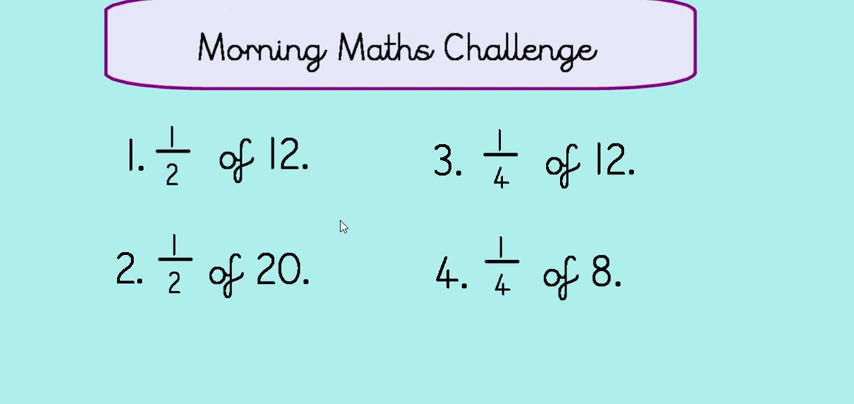 Morning Maths Challenge
1. 1/2 of 12.
2. 1/2 of 20.
3. 1/4 of 12.
4. 1/4 of 8.